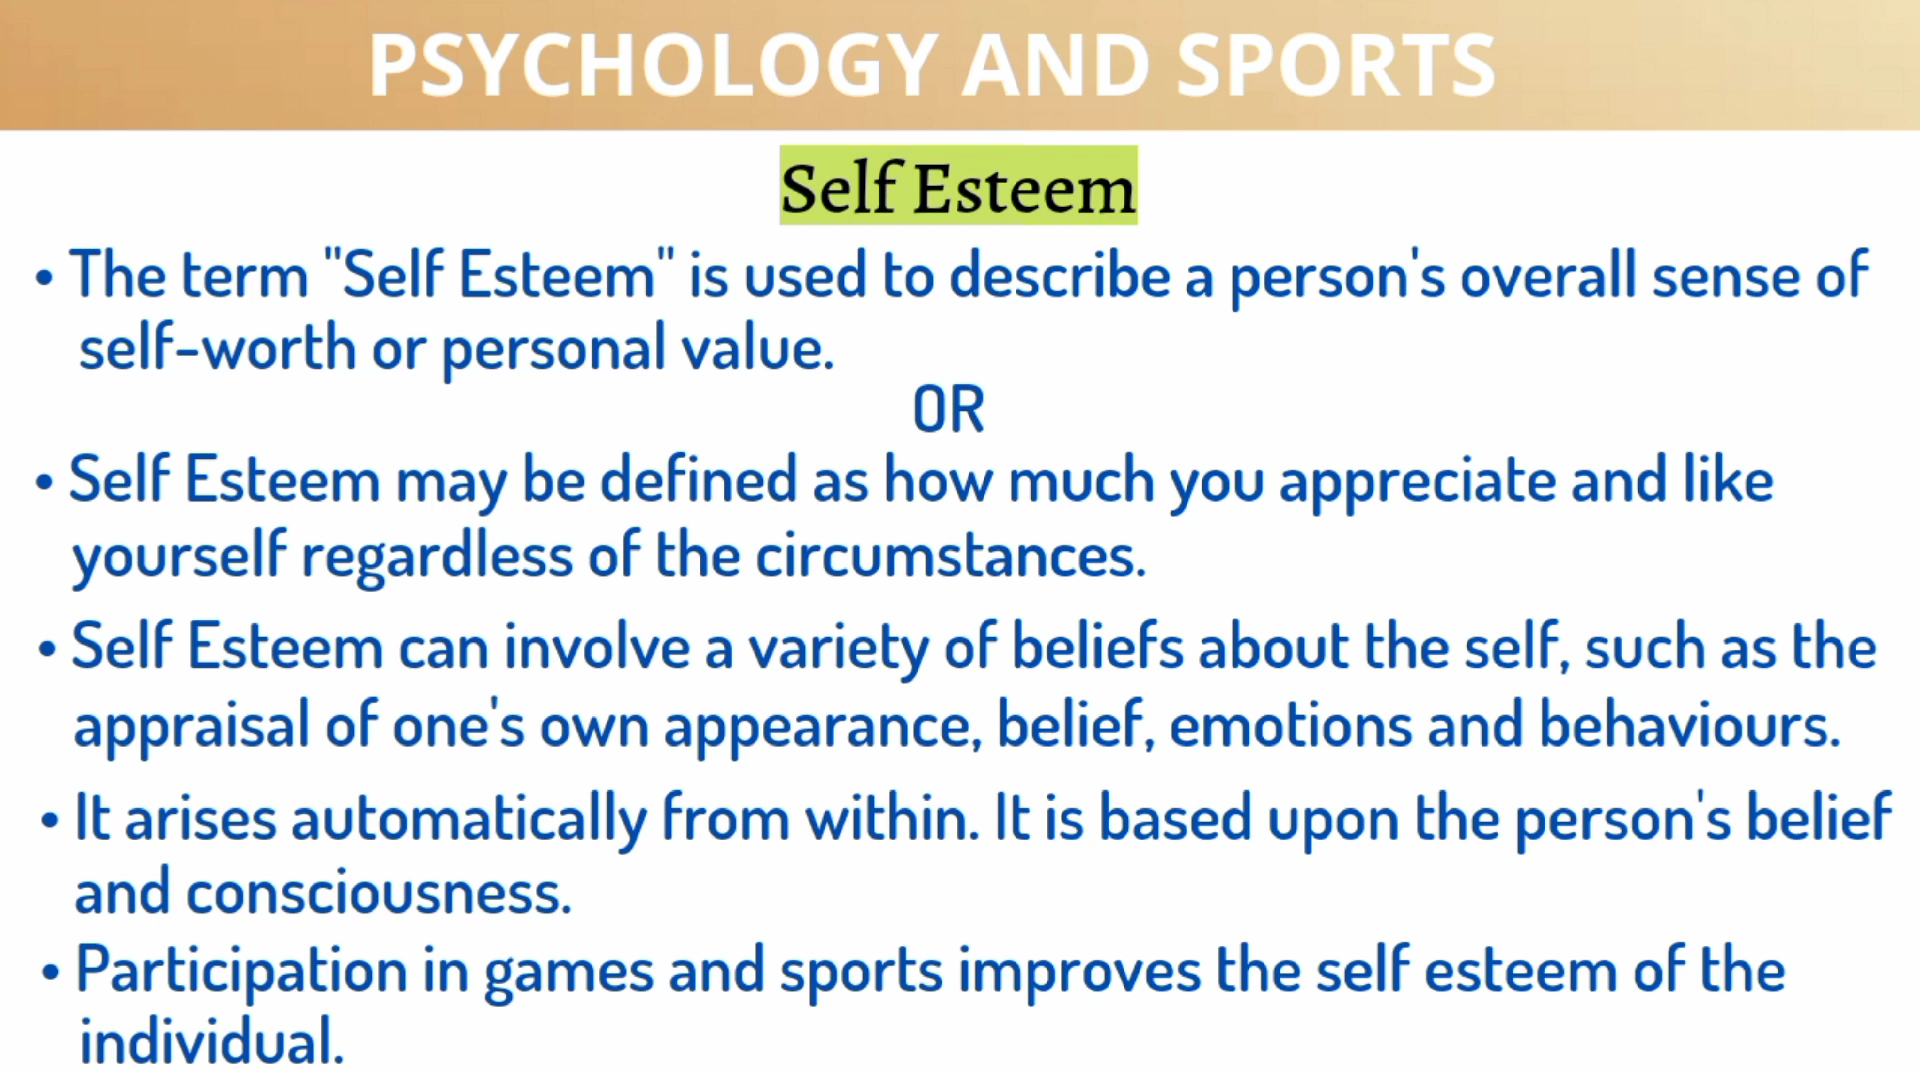 PSYCHOLOGY AND SPORTS
Self Esteem
• The term "Self Esteem" is used to describe a person's overall sense of
self-worth or personal value.
OR
• Self Esteem may be defined as how much you appreciate and like
yourself regardless of the circumstances.
• Self Esteem can involve a variety of beliefs about the self, such as the
appraisal of one's own appearance, belief, emotions and behaviours.
• It arises automatically from within. It is based upon the person's belief
and consciousness.
• Participation in games and sports improves the self esteem of the
individual.